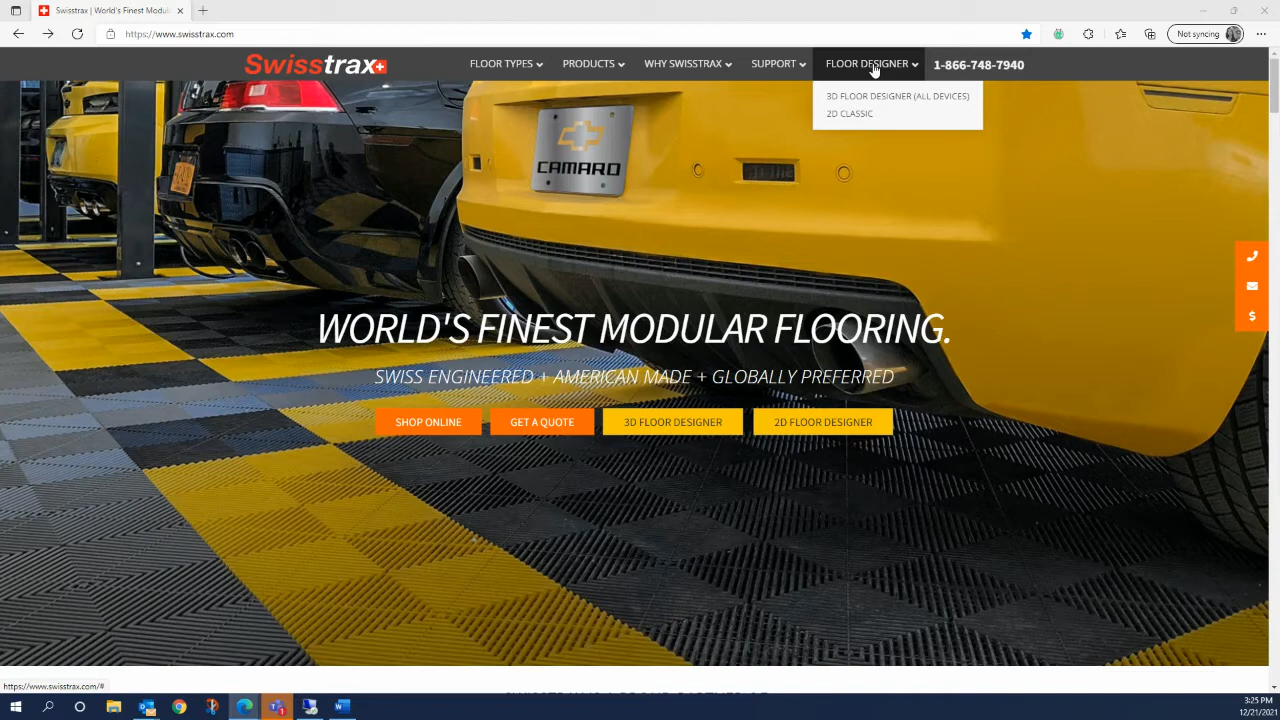 Swisstrax | World's Finest Modul
https://www.swisstrax.com
Not syncing
Swisstrax
FLOOR TYPES
PRODUCTS
WHY SWISSTRAX
SUPPORT
FLOOR DESIGNER
1-866-748-7940
3D FLOOR DESIGNER (ALL DEVICES)
2D CLASSIC
CAMARO
WORLD'S FINEST MODULAR FLOORING.
SWISS ENGINEERED + AMERICAN MADE + GLOBALLY PREFERRED
SHOP ONLINE
GET A QUOTE
3D FLOOR DESIGNER
2D FLOOR DESIGNER
https://www.swisstrax.com/#
3:25 PM
12/21/2021